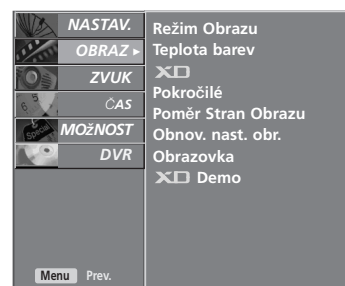 NASTAV.
OBRAZ
ZVUK
ČAS
MOžNOST
DVR
Menu Prev.
Režim Obrazu
Teplota barev
XD
Pokročilé
Poměr Stran Obrazu
Obnov. nast. obr.
Obrazovka
XD Demo